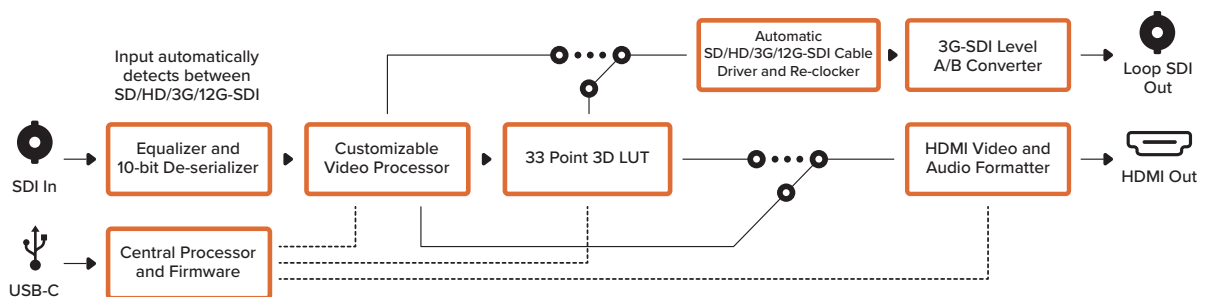 Input automatically
detects between
SD/HD/3G/12G-SDI
Automatic
SD/HD/3G/12G-SDI Cable
Driver and Re-clocker
3G-SDI Level
A/B Converter
Loop SDI
Out
SDI In
Equalizer and
10-bit De-serializer
Customizable
Video Processor
33 Point 3D LUT
HDMI Video and
Audio Formatter
HDMI Out
USB-C
Central Processor
and Firmware